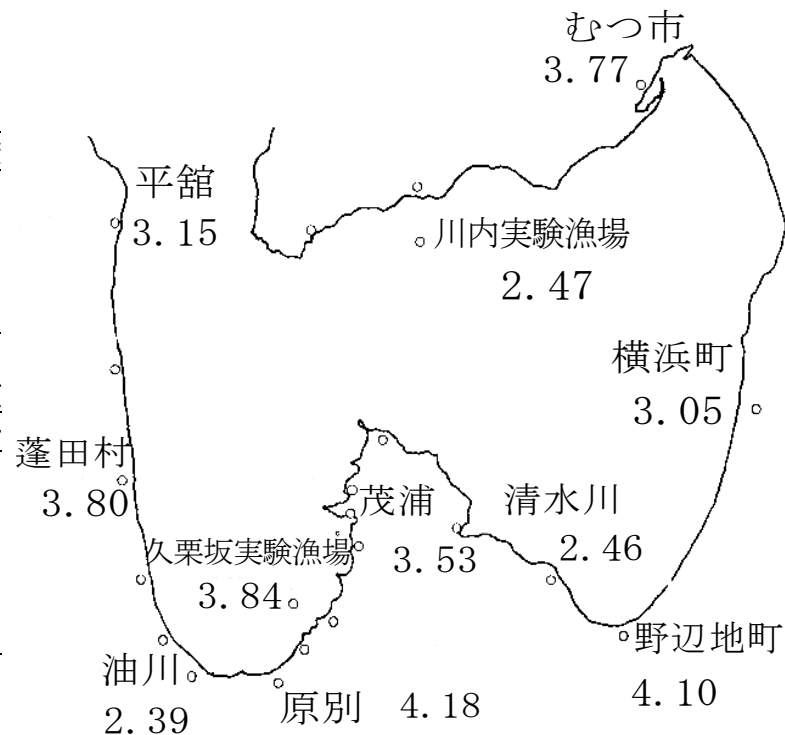 むつ市
3.77
平舘
3.15
川内実験漁場
2.47
横浜町
3.05
蓬田村
3.80
茂浦
3.53
清水川
2.46
久栗坂実験漁場
3.84
野辺地町
4.10
油川
2.39
原別 4.18